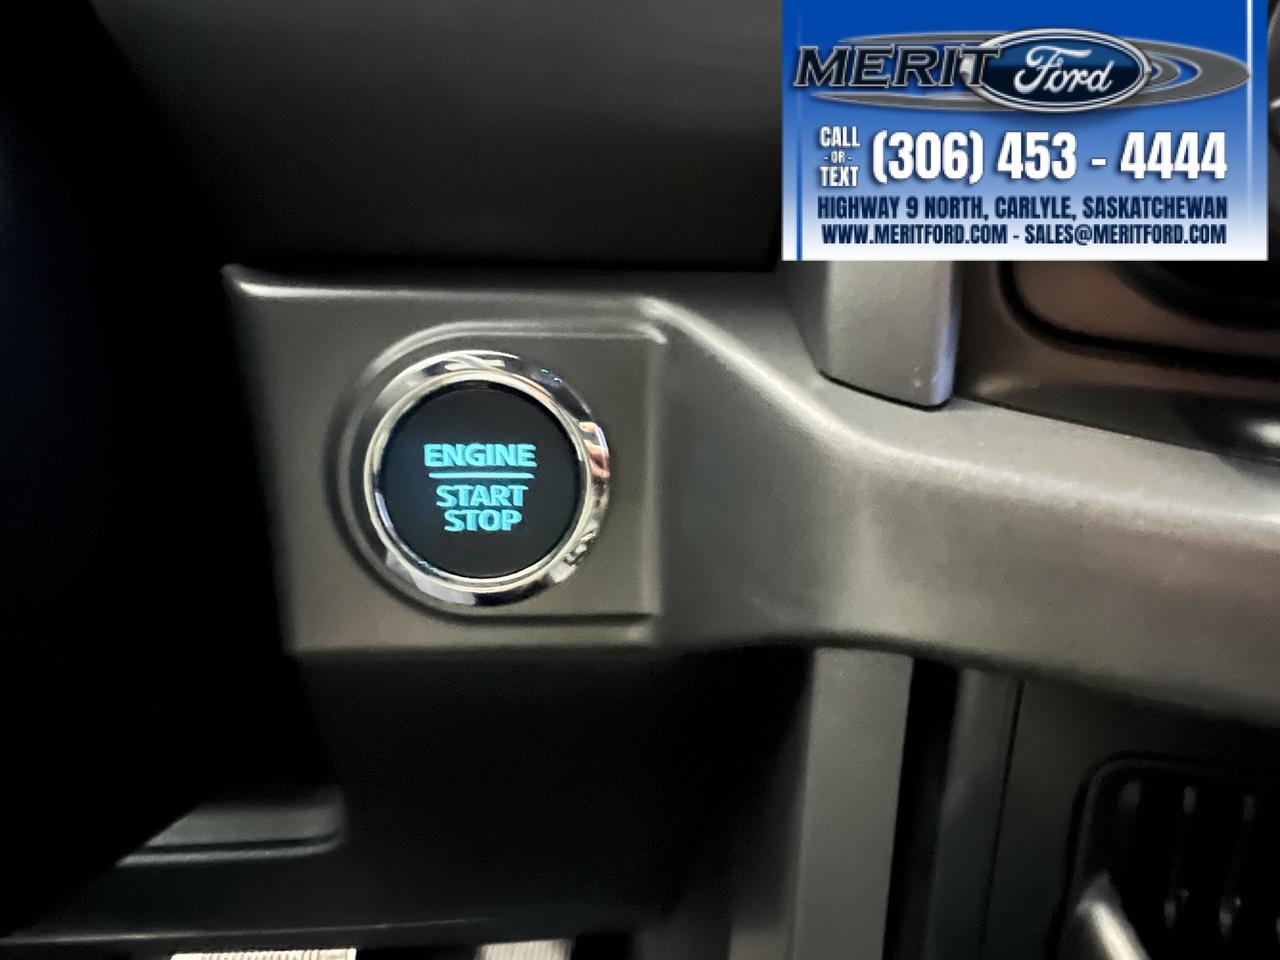 MERIT Ford
CALL
- OR -
TEXT
(306) 453 - 4444
HIGHWAY 9 NORTH, CARLYLE, SASKATCHEWAN
WWW.MERITFORD.COM - SALES@MERITFORD.COM
ENGINE
START
STOP